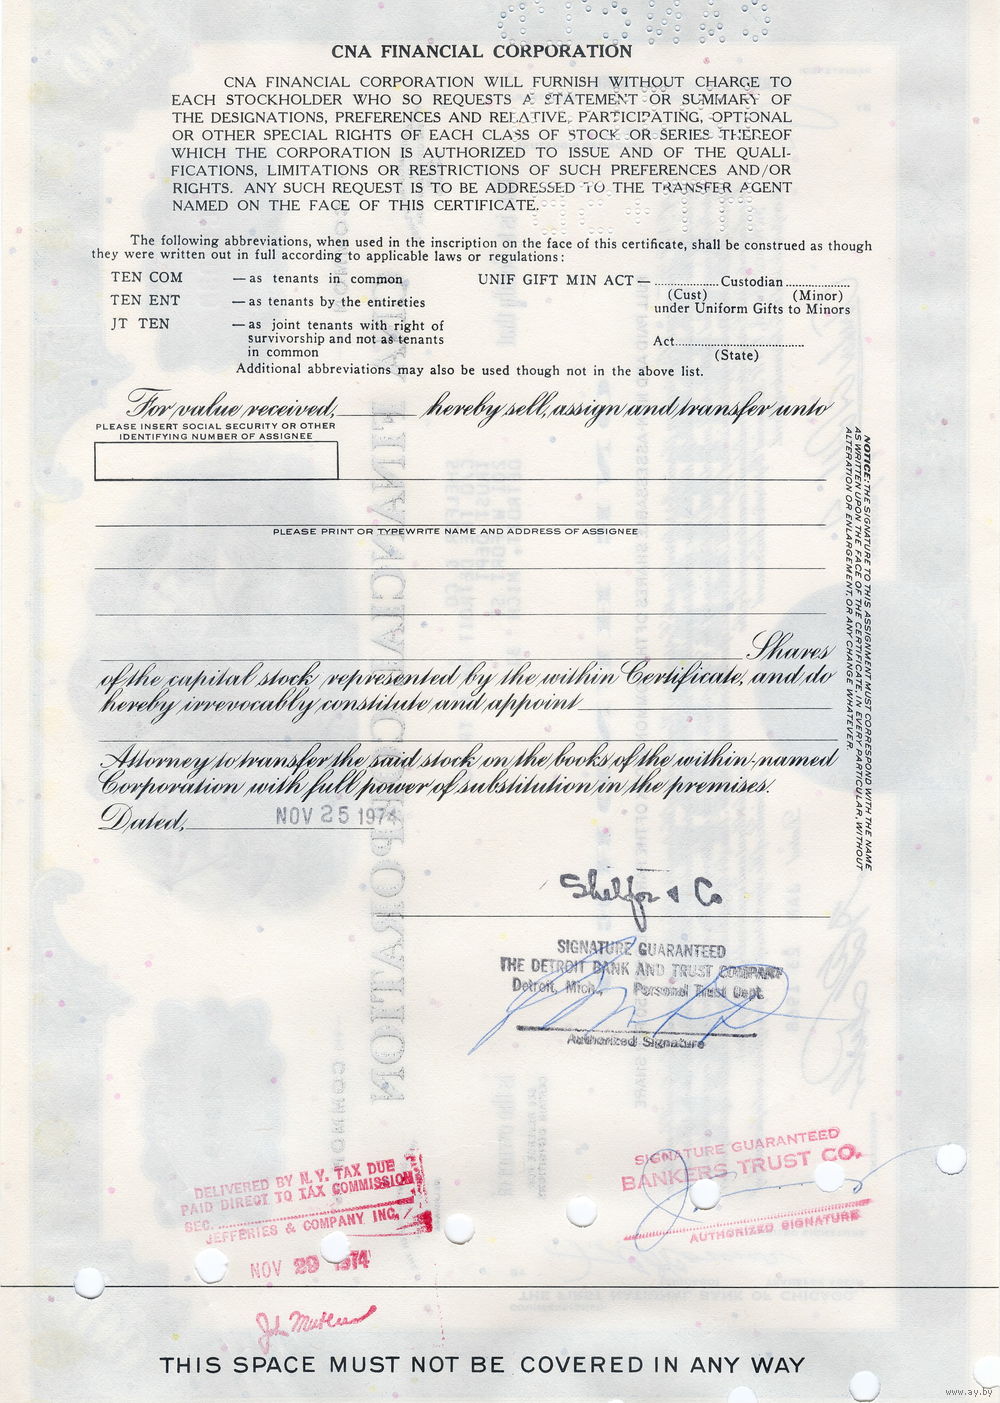 CNA FINANCIAL CORPORATION
CNA FINANCIAL CORPORATION WILL FURNISH WITHOUT CHARGE TO
EACH STOCKHOLDER WHO SO REQUESTS A STATEMENT OR SUMMARY OF
THE DESIGNATIONS, PREFERENCES AND RELATIVE, PARTICIPATING, OPTIONAL
OR OTHER SPECIAL RIGHTS OF EACH CLASS OF STOCK OR SERIES THEREOF
WHICH THE CORPORATION IS AUTHORIZED TO ISSUE AND OF THE QUALI-
FICATIONS, LIMITATIONS OR RESTRICTIONS OF SUCH PREFERENCES AND/OR
RIGHTS. ANY SUCH REQUEST IS TO BE ADDRESSED TO THE TRANSFER AGENT
NAMED ON THE FACE OF THIS CERTIFICATE.
The following abbreviations, when used in the inscription on the face of this certificate, shall be construed as though
they were written out in full according to applicable laws or regulations:
TEN COM — as tenants in common
TEN ENT — as tenants by the entireties
JT TEN — as joint tenants with right of
survivorship and not as tenants
in common
UNIF GIFT MIN ACT — .................... Custodian ....................
(Cust) (Minor)
under Uniform Gifts to Minors
Act........................................
(State)
Additional abbreviations may also be used though not in the above list.
For value received, ________ hereby sell, assign and transfer unto
PLEASE INSERT SOCIAL SECURITY OR OTHER
IDENTIFYING NUMBER OF ASSIGNEE
PLEASE PRINT OR TYPEWRITE NAME AND ADDRESS OF ASSIGNEE
Shares
of the capital stock represented by the within Certificate, and do
hereby irrevocably constitute and appoint
Attorney to transfer the said stock on the books of the within-named
Corporation with full power of substitution in the premises.
Dated, NOV 25 1974
NOTICE: THE SIGNATURE TO THIS ASSIGNMENT MUST CORRESPOND WITH THE NAME
AS WRITTEN UPON THE FACE OF THE CERTIFICATE, IN EVERY PARTICULAR, WITHOUT
ALTERATION OR ENLARGEMENT, OR ANY CHANGE WHATEVER.
Shelfor & Co
SIGNATURE GUARANTEED
THE DETROIT BANK AND TRUST COMPANY
Detroit, Mich. Personal Trust Dept.
Authorized Signature
DELIVERED BY N.Y. TAX DUE
PAID DIRECT TO TAX COMMISSION
SEC.
JEFFERIES & COMPANY INC.
NOV 29 1974
SIGNATURE GUARANTEED
BANKERS TRUST CO.
AUTHORIZED SIGNATURE
THIS SPACE MUST NOT BE COVERED IN ANY WAY
www.ay.by